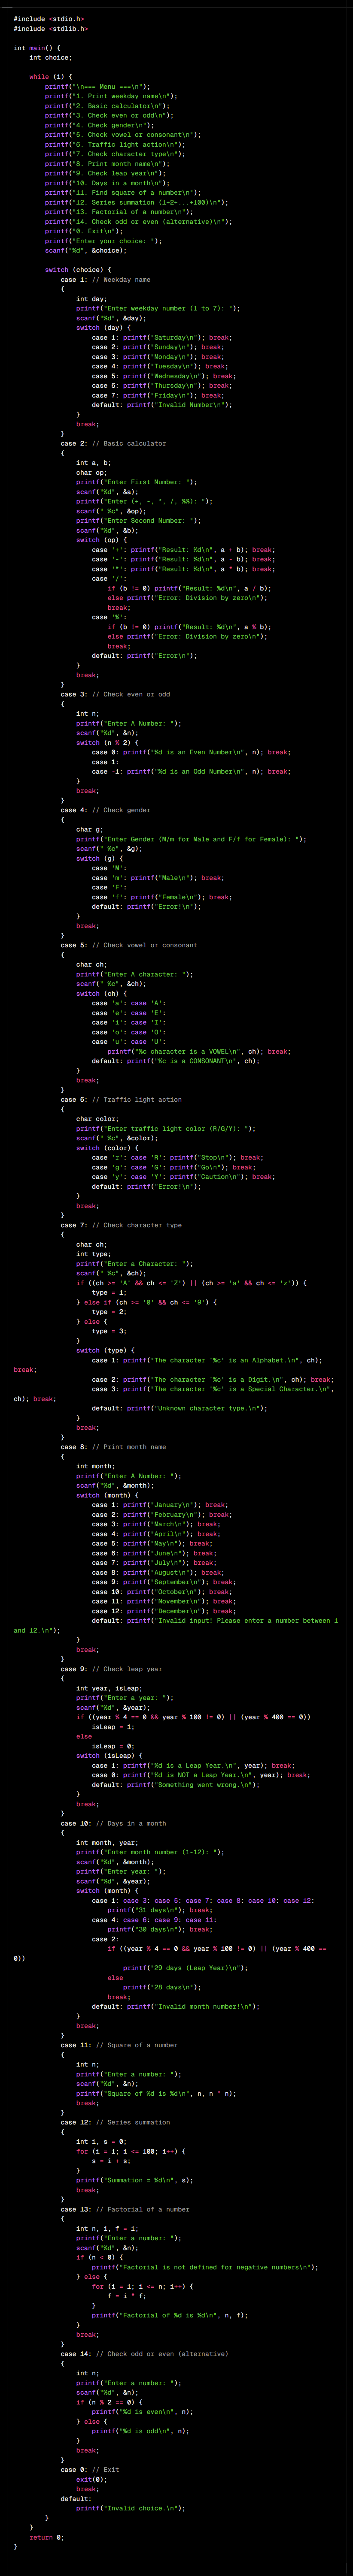 #include <stdio.h>
#include <stdlib.h>

int main() {
    int choice;

    while (1) {
        printf("\n=== Menu ===\n");
        printf("1. Print weekday name\n");
        printf("2. Basic calculator\n");
        printf("3. Check even or odd\n");
        printf("4. Check gender\n");
        printf("5. Check vowel or consonant\n");
        printf("6. Traffic light action\n");
        printf("7. Check character type\n");
        printf("8. Print month name\n");
        printf("9. Check leap year\n");
        printf("10. Days in a month\n");
        printf("11. Find square of a number\n");
        printf("12. Series summation (1+2+...+100)\n");
        printf("13. Factorial of a number\n");
        printf("14. Check odd or even (alternative)\n");
        printf("0. Exit\n");
        printf("Enter your choice: ");
        scanf("%d", &choice);

        switch (choice) {
            case 1: // Weekday name
            {
                int day;
                printf("Enter weekday number (1 to 7): ");
                scanf("%d", &day);
                switch (day) {
                    case 1: printf("Saturday\n"); break;
                    case 2: printf("Sunday\n"); break;
                    case 3: printf("Monday\n"); break;
                    case 4: printf("Tuesday\n"); break;
                    case 5: printf("Wednesday\n"); break;
                    case 6: printf("Thursday\n"); break;
                    case 7: printf("Friday\n"); break;
                    default: printf("Invalid Number\n");
                }
                break;
            }
            case 2: // Basic calculator
            {
                int a, b;
                char op;
                printf("Enter First Number: ");
                scanf("%d", &a);
                printf("Enter (+, -, *, /, %%): ");
                scanf(" %c", &op);
                printf("Enter Second Number: ");
                scanf("%d", &b);
                switch (op) {
                    case '+': printf("Result: %d\n", a + b); break;
                    case '-': printf("Result: %d\n", a - b); break;
                    case '*': printf("Result: %d\n", a * b); break;
                    case '/':
                        if (b != 0) printf("Result: %d\n", a / b);
                        else printf("Error: Division by zero\n");
                        break;
                    case '%':
                        if (b != 0) printf("Result: %d\n", a % b);
                        else printf("Error: Division by zero\n");
                        break;
                    default: printf("Error\n");
                }
                break;
            }
            case 3: // Check even or odd
            {
                int n;
                printf("Enter A Number: ");
                scanf("%d", &n);
                switch (n % 2) {
                    case 0: printf("%d is an Even Number\n", n); break;
                    case 1:
                    case -1: printf("%d is an Odd Number\n", n); break;
                }
                break;
            }
            case 4: // Check gender
            {
                char g;
                printf("Enter Gender (M/m for Male and F/f for Female): ");
                scanf(" %c", &g);
                switch (g) {
                    case 'M':
                    case 'm': printf("Male\n"); break;
                    case 'F':
                    case 'f': printf("Female\n"); break;
                    default: printf("Error!\n");
                }
                break;
            }
            case 5: // Check vowel or consonant
            {
                char ch;
                printf("Enter A character: ");
                scanf(" %c", &ch);
                switch (ch) {
                    case 'a': case 'A':
                    case 'e': case 'E':
                    case 'i': case 'I':
                    case 'o': case 'O':
                    case 'u': case 'U':
                        printf("%c character is a VOWEL\n", ch); break;
                    default: printf("%c is a CONSONANT\n", ch);
                }
                break;
            }
            case 6: // Traffic light action
            {
                char color;
                printf("Enter traffic light color (R/G/Y): ");
                scanf(" %c", &color);
                switch (color) {
                    case 'r': case 'R': printf("Stop\n"); break;
                    case 'g': case 'G': printf("Go\n"); break;
                    case 'y': case 'Y': printf("Caution\n"); break;
                    default: printf("Error!\n");
                }
                break;
            }
            case 7: // Check character type
            {
                char ch;
                int type;
                printf("Enter a Character: ");
                scanf(" %c", &ch);
                if ((ch >= 'A' && ch <= 'Z') || (ch >= 'a' && ch <= 'z')) {
                    type = 1;
                } else if (ch >= '0' && ch <= '9') {
                    type = 2;
                } else {
                    type = 3;
                }
                switch (type) {
                    case 1: printf("The character '%c' is an Alphabet.\n", ch);
break;
                    case 2: printf("The character '%c' is a Digit.\n", ch); break;
                    case 3: printf("The character '%c' is a Special Character.\n",
ch); break;
                    default: printf("Unknown character type.\n");
                }
                break;
            }
            case 8: // Print month name
            {
                int month;
                printf("Enter A Number: ");
                scanf("%d", &month);
                switch (month) {
                    case 1: printf("January\n"); break;
                    case 2: printf("February\n"); break;
                    case 3: printf("March\n"); break;
                    case 4: printf("April\n"); break;
                    case 5: printf("May\n"); break;
                    case 6: printf("June\n"); break;
                    case 7: printf("July\n"); break;
                    case 8: printf("August\n"); break;
                    case 9: printf("September\n"); break;
                    case 10: printf("October\n"); break;
                    case 11: printf("November\n"); break;
                    case 12: printf("December\n"); break;
                    default: printf("Invalid input! Please enter a number between 1
and 12.\n");
                }
                break;
            }
            case 9: // Check leap year
            {
                int year, isLeap;
                printf("Enter a year: ");
                scanf("%d", &year);
                if ((year % 4 == 0 && year % 100 != 0) || (year % 400 == 0))
                    isLeap = 1;
                else
                    isLeap = 0;
                switch (isLeap) {
                    case 1: printf("%d is a Leap Year.\n", year); break;
                    case 0: printf("%d is NOT a Leap Year.\n", year); break;
                    default: printf("Something went wrong.\n");
                }
                break;
            }
            case 10: // Days in a month
            {
                int month, year;
                printf("Enter month number (1-12): ");
                scanf("%d", &month);
                printf("Enter year: ");
                scanf("%d", &year);
                switch (month) {
                    case 1: case 3: case 5: case 7: case 8: case 10: case 12:
                        printf("31 days\n"); break;
                    case 4: case 6: case 9: case 11:
                        printf("30 days\n"); break;
                    case 2:
                        if ((year % 4 == 0 && year % 100 != 0) || (year % 400 ==
0))
                            printf("29 days (Leap Year)\n");
                        else
                            printf("28 days\n");
                        break;
                    default: printf("Invalid month number!\n");
                }
                break;
            }
            case 11: // Square of a number
            {
                int n;
                printf("Enter a number: ");
                scanf("%d", &n);
                printf("Square of %d is %d\n", n, n * n);
                break;
            }
            case 12: // Series summation
            {
                int i, s = 0;
                for (i = 1; i <= 100; i++) {
                    s = i + s;
                }
                printf("Summation = %d\n", s);
                break;
            }
            case 13: // Factorial of a number
            {
                int n, i, f = 1;
                printf("Enter a number: ");
                scanf("%d", &n);
                if (n < 0) {
                    printf("Factorial is not defined for negative numbers\n");
                } else {
                    for (i = 1; i <= n; i++) {
                        f = i * f;
                    }
                    printf("Factorial of %d is %d\n", n, f);
                }
                break;
            }
            case 14: // Check odd or even (alternative)
            {
                int n;
                printf("Enter a number: ");
                scanf("%d", &n);
                if (n % 2 == 0) {
                    printf("%d is even\n", n);
                } else {
                    printf("%d is odd\n", n);
                }
                break;
            }
            case 0: // Exit
                exit(0);
                break;
            default:
                printf("Invalid choice.\n");
        }
    }
    return 0;
}